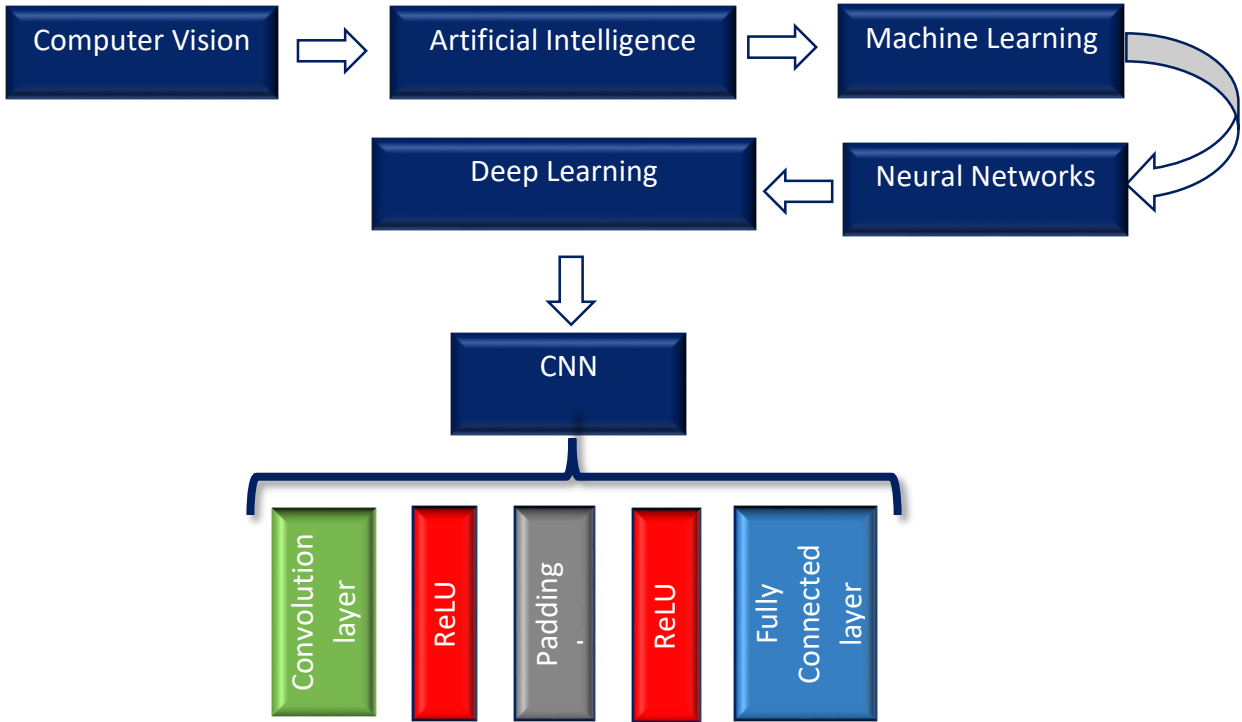 Computer Vision
Artificial Intelligence
Machine Learning
Neural Networks
Deep Learning
CNN
Convolution
layer
ReLU
Padding
ReLU
Fully
Connected
layer